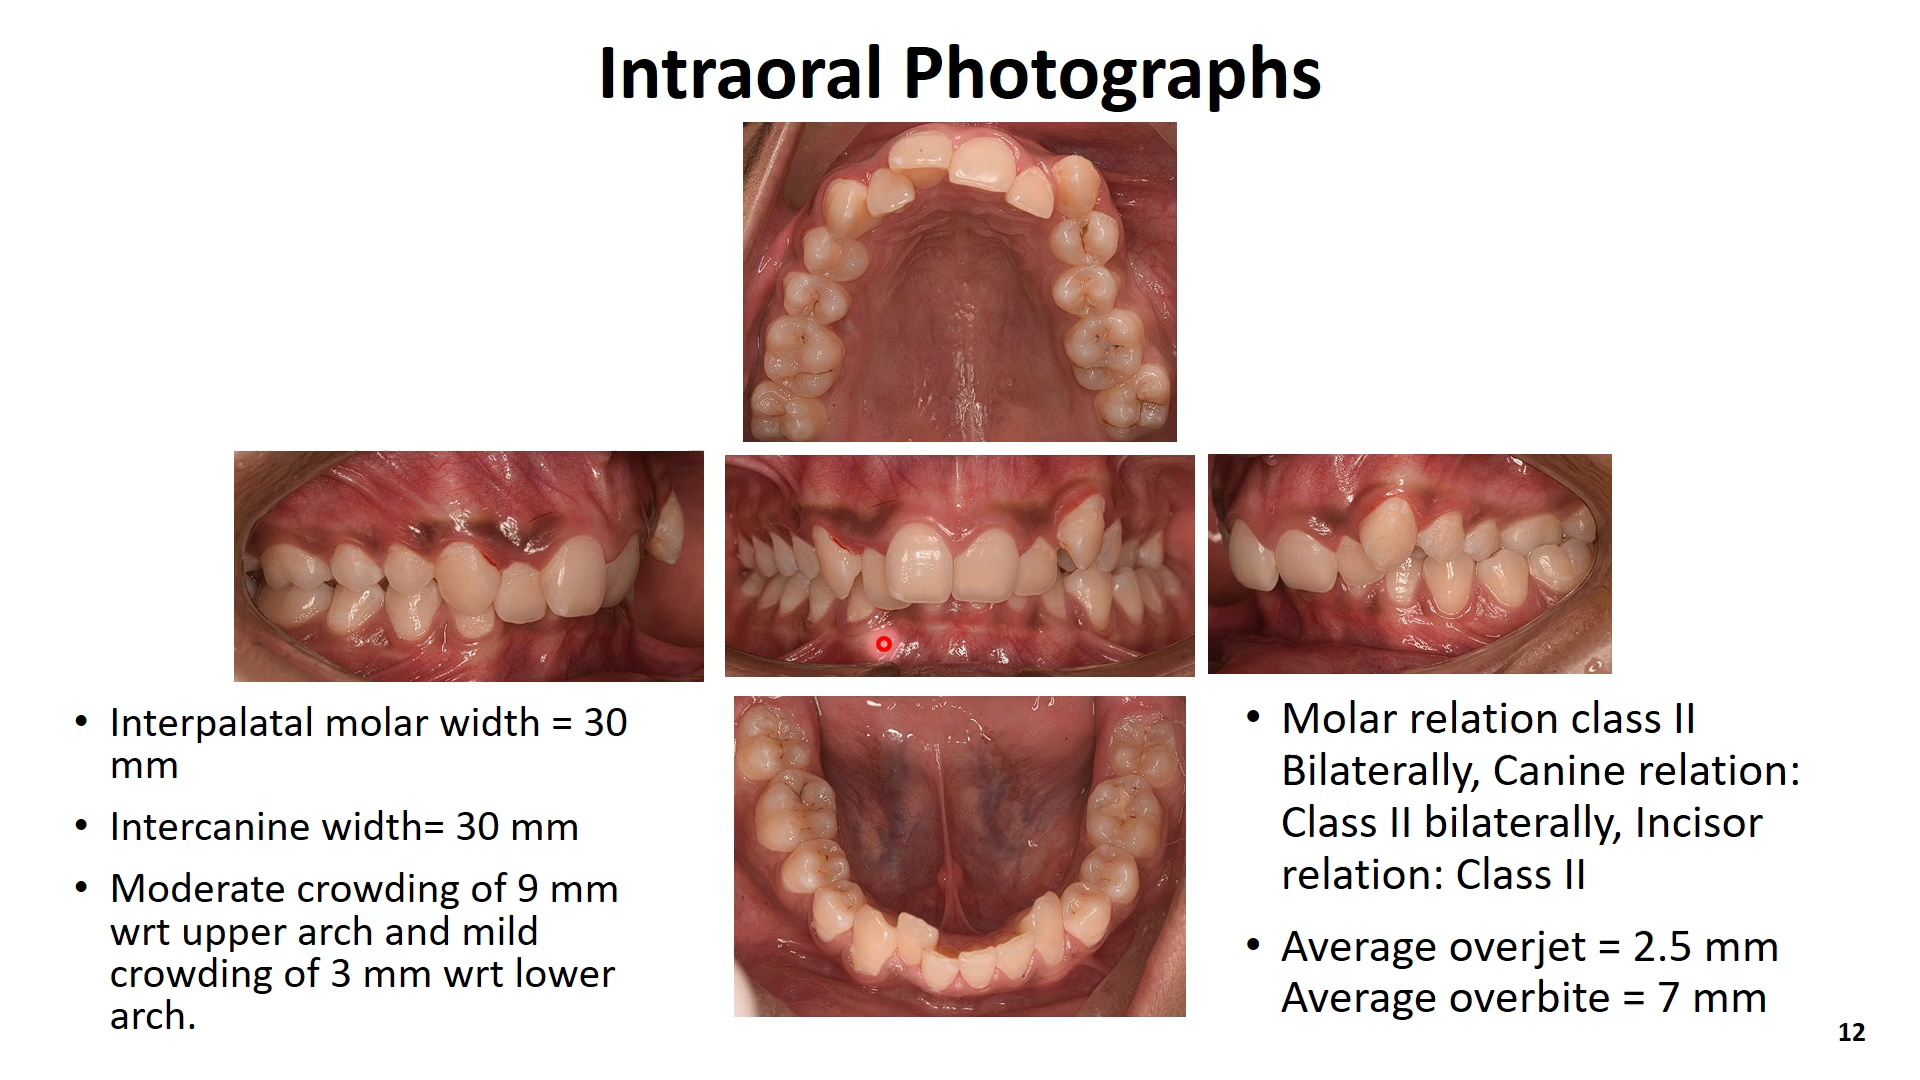 Intraoral Photographs
• Interpalatal molar width = 30
mm
• Intercanine width= 30 mm
• Moderate crowding of 9 mm
wrt upper arch and mild
crowding of 3 mm wrt lower
arch.
• Molar relation class II
Bilaterally, Canine relation:
Class II bilaterally, Incisor
relation: Class II
• Average overjet = 2.5 mm
Average overbite = 7 mm
12